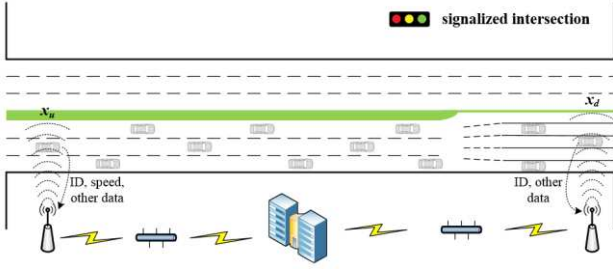 signalized intersection
x_u
x_d
ID, speed,
other data
ID, other
data